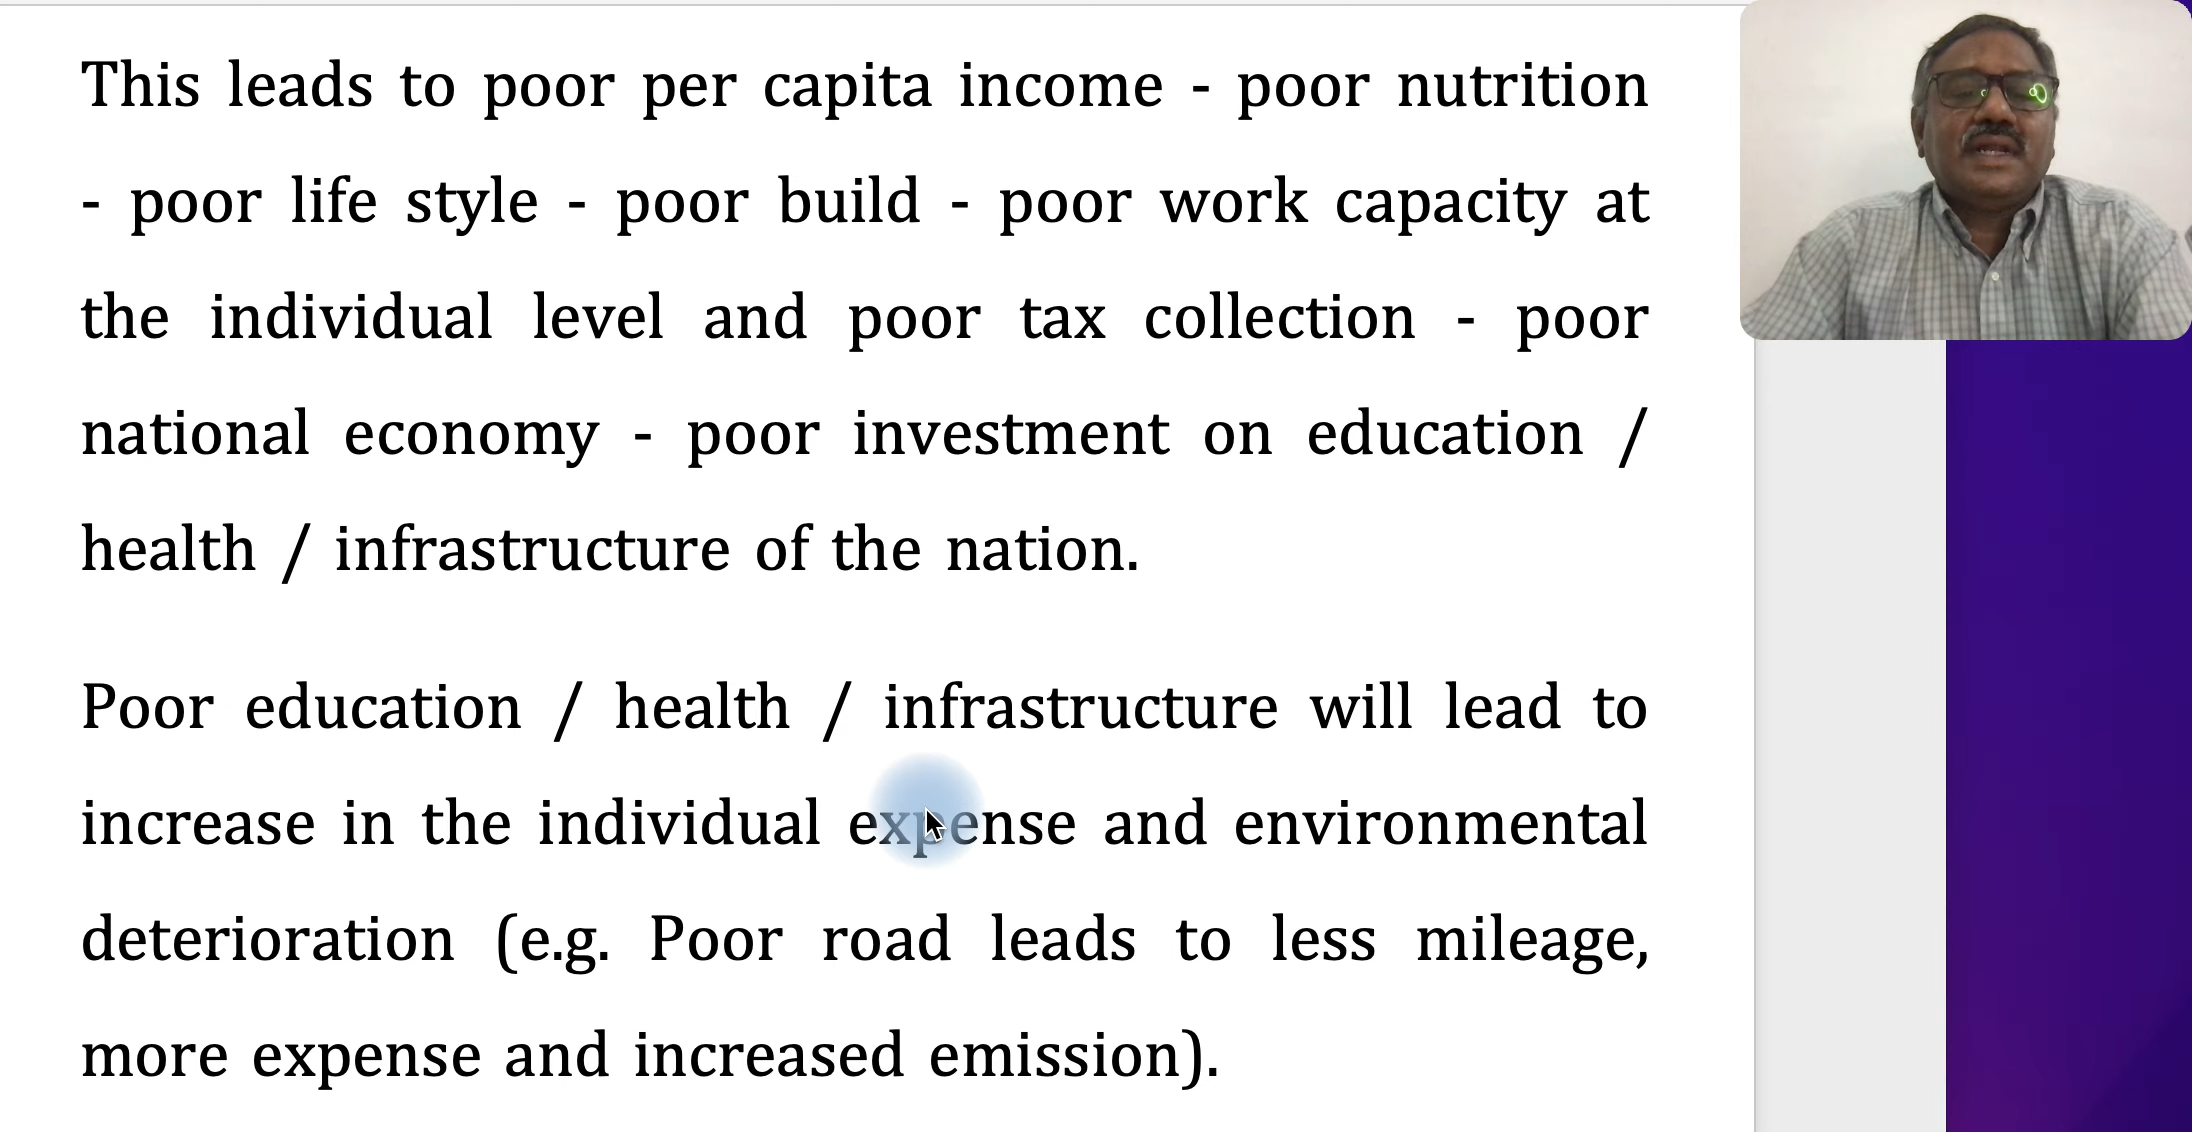 This leads to poor per capita income - poor nutrition
- poor life style - poor build - poor work capacity at
the individual level and poor tax collection - poor
national economy - poor investment on education /
health / infrastructure of the nation.
Poor education / health / infrastructure will lead to
increase in the individual expense and environmental
deterioration (e.g. Poor road leads to less mileage,
more expense and increased emission).